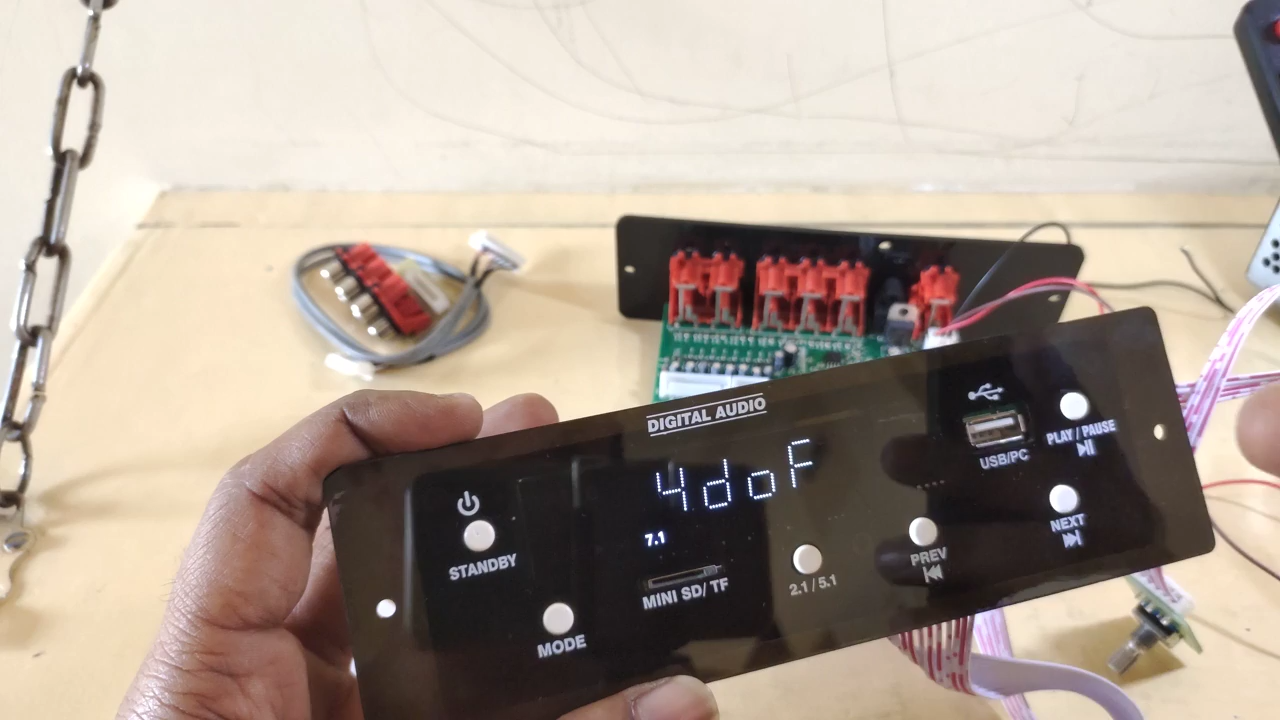 DIGITAL AUDIO
4doF
7.1
STANDBY
MODE
MINI SD/ TF
2.1 / 5.1
PREV
USB/PC
PLAY / PAUSE
NEXT